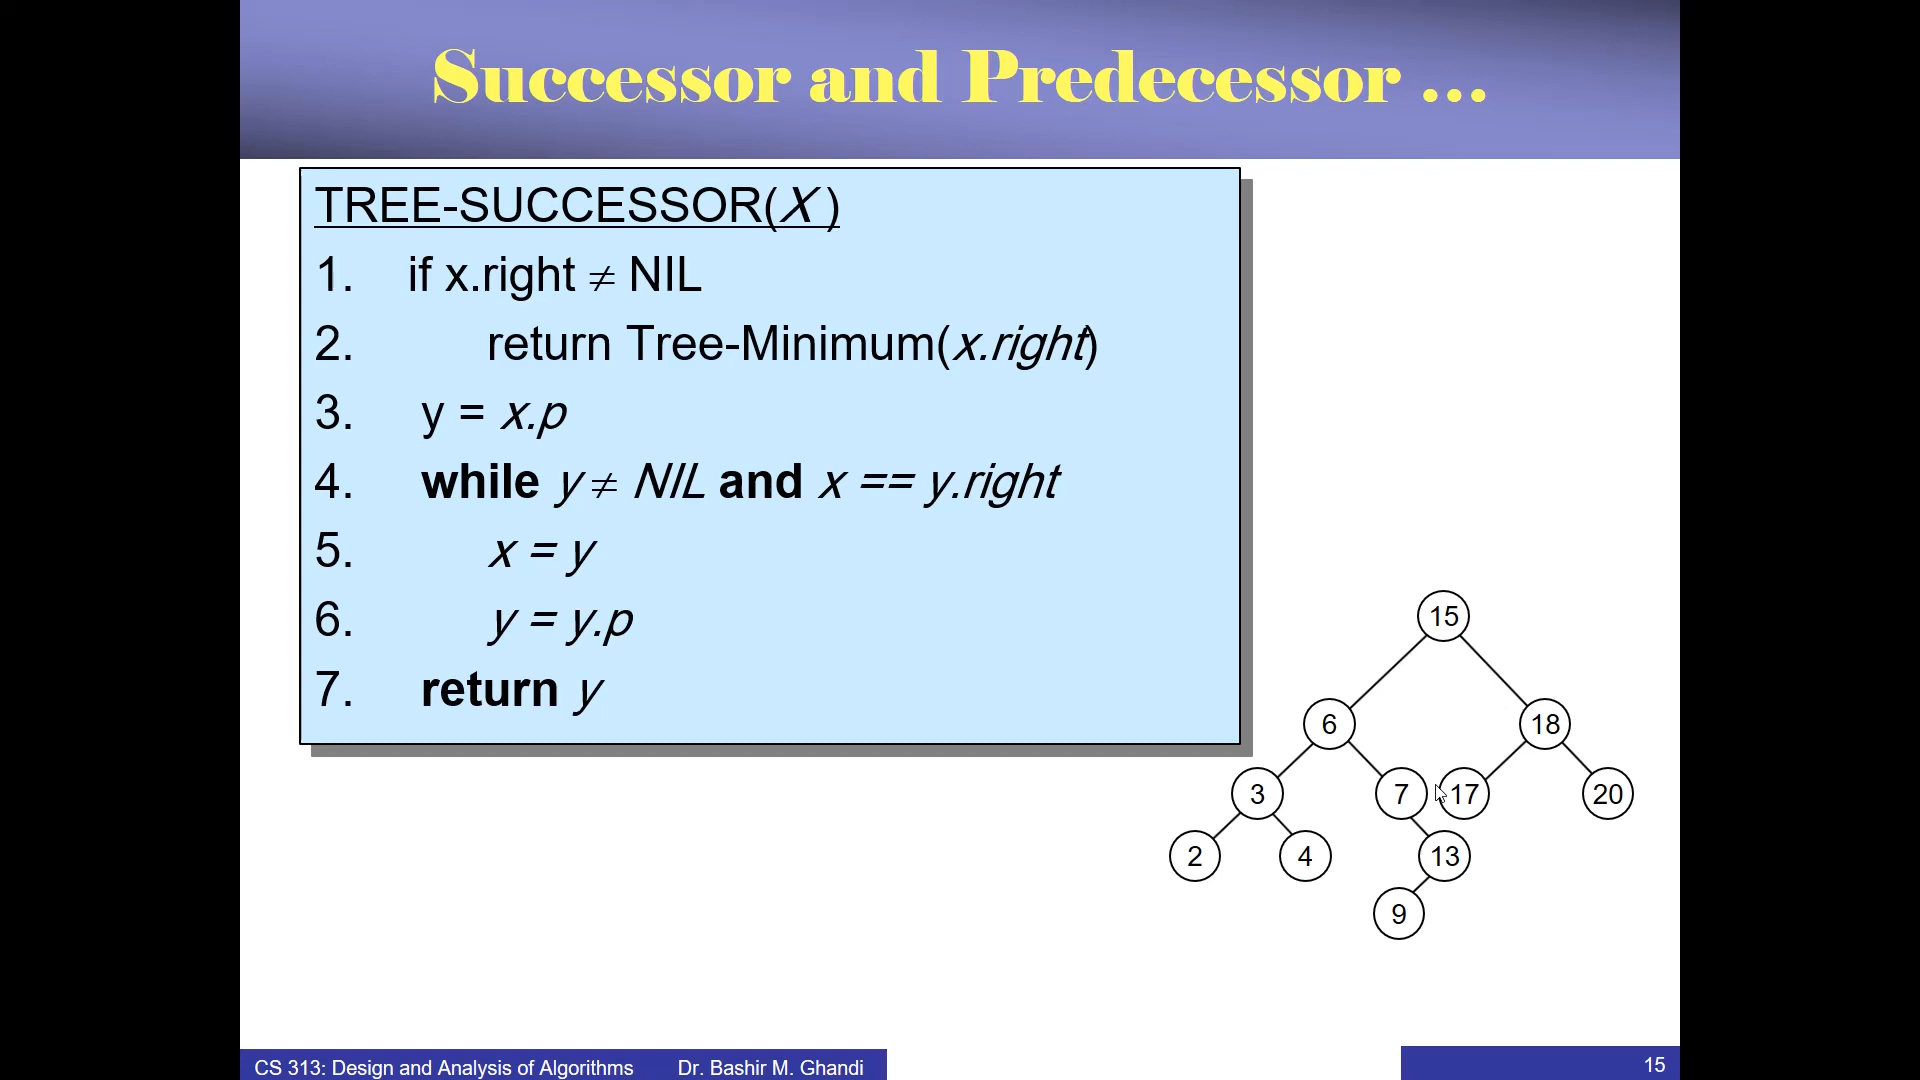 Successor and Predecessor ...
TREE-SUCCESSOR(X )
1. if x.right ≠ NIL
2. return Tree-Minimum(x.right)
3. y = x.p
4. while y ≠ NIL and x == y.right
5. x = y
6. y = y.p
7. return y
15
6 18
3 7 17 20
2 4 13
9
CS 313: Design and Analysis of Algorithms Dr. Bashir M. Ghandi 15